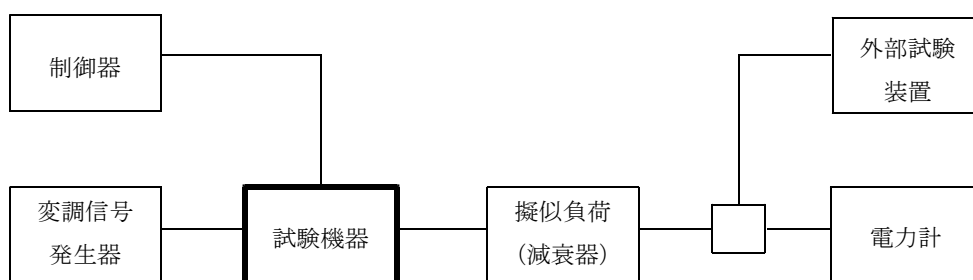 制御器
外部試験
装置
変調信号
発生器
試験機器
擬似負荷
（減衰器）
電力計